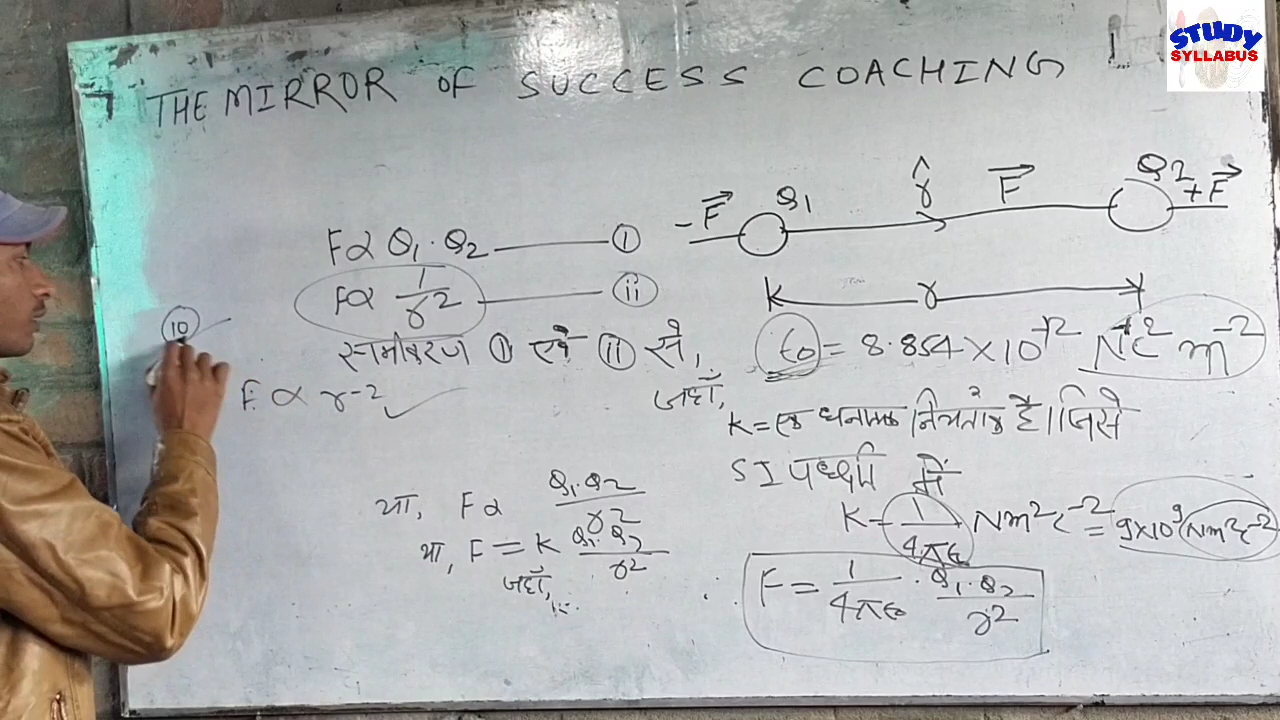 STUDY
SYLLABUS
THE MIRROR OF SUCCESS COACHING
-F⃗ Q₁ r̂ F⃗ Q₂ +F⃗
F ∝ Q₁.Q₂ —— (i)
F ∝ 1/r² —— (ii)
r
10
समीकरण (i) एवं (ii) से,
ε₀ = 8.854×10⁻¹² N⁻¹C² m⁻²
F ∝ r⁻²
जहाँ,
K = एक धनात्मक नियतांक है। जिसे
SI पध्दति में
या, F ∝ Q₁.Q₂/r²
K = 1/4πε₀ Nm²C⁻² = 9×10⁹ Nm²C⁻²
या, F = K Q₁.Q₂/r²
जहाँ,
K
∴ F = 1/4πε₀ . Q₁.Q₂/r²